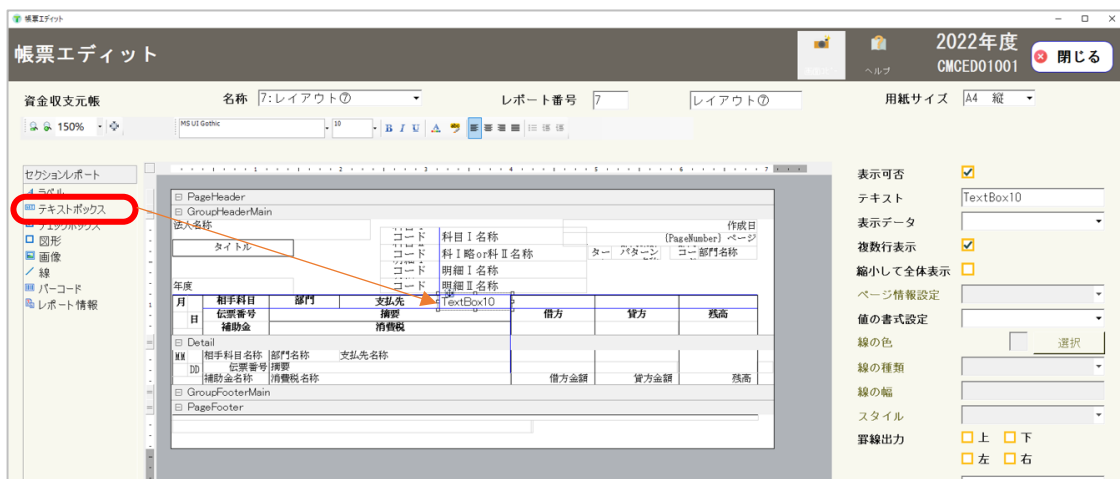 帳票エディット
帳票エディット
ヘルプ
2022年度
CMCED01001
閉じる
資金収支元帳
名称 7:レイアウト⑦
レポート番号 7
レイアウト⑦
用紙サイズ A4 縦
150%
MS UI Gothic
10
B I U A
セクションレポート
ラベル
テキストボックス
チェックボックス
図形
画像
線
バーコード
レポート情報
1 2 3 4 5 6 7
PageHeader
GroupHeaderMain
法人名称
作成日
コード 科目Ⅰ名称
{PageNumber} ページ
タイトル
コード 科Ⅰ略or科Ⅱ名称
ター パターン コー 部門名称
コード 明細Ⅰ名称
年度
コード 明細Ⅱ名称
月 相手科目 部門 支払先 TextBox10
日 伝票番号 摘要 借方 貸方 残高
補助金 消費税
Detail
MM 相手科目名称 部門名称 支払先名称
DD 伝票番号 摘要
補助金名称 消費税名称 借方金額 貸方金額 残高
GroupFooterMain
PageFooter
表示可否
テキスト TextBox10
表示データ
複数行表示
縮小して全体表示
ページ情報設定
値の書式設定
線の色 選択
線の種類
線の幅
スタイル
罫線出力 上 下
左 右